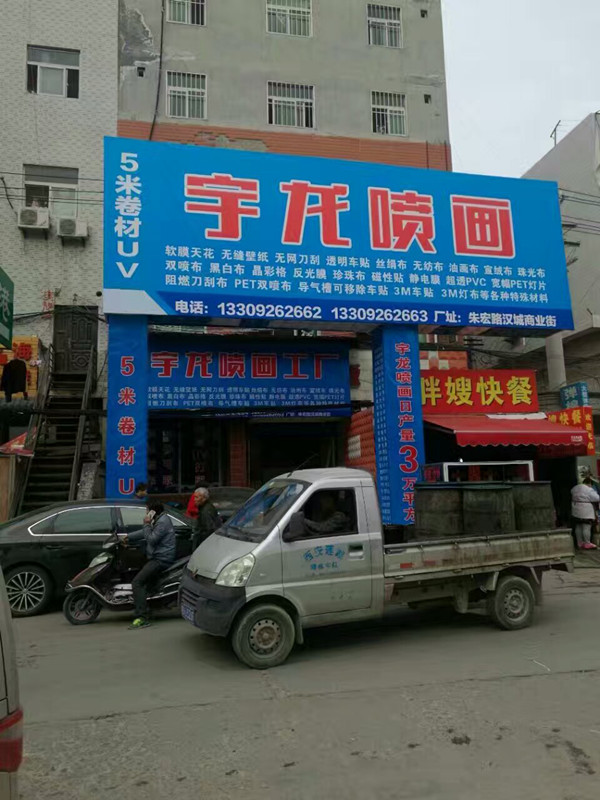 5米卷材UV
宇龙喷画
软膜天花 无缝壁纸 无网刀刮 透明车贴 丝绢布 无纺布 油画布 宣绒布 珠光布
双喷布 黑白布 晶彩格 反光膜 珍珠布 磁性贴 静电膜 超透PVC 宽幅PET灯片
阻燃刀刮布 PET双喷布 导气槽可移除车贴 3M车贴 3M灯布等各种特殊材料
电话：13309262662 13309262663 厂址：朱宏路汉城商业街
5米卷材U
宇龙喷画工厂
宇龙喷画日产量3万平方
胖嫂快餐